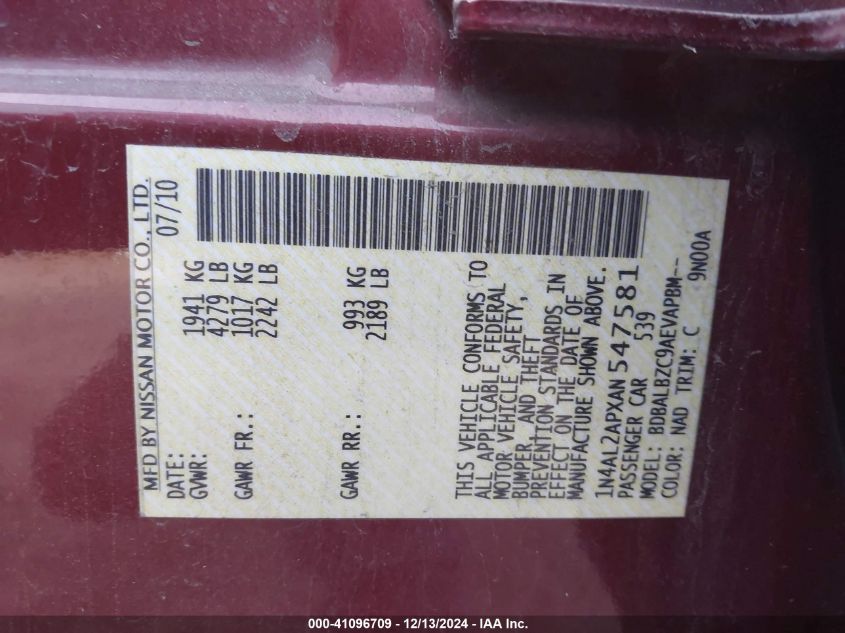 MFD BY NISSAN MOTOR CO., LTD.
DATE: 07/10
GVWR: 1941 KG
4279 LB
GAWR FR.: 1017 KG
2242 LB
GAWR RR.: 993 KG
2189 LB
THIS VEHICLE CONFORMS TO
ALL APPLICABLE FEDERAL
MOTOR VEHICLE SAFETY,
BUMPER, AND THEFT
PREVENTION STANDARDS IN
EFFECT ON THE DATE OF
MANUFACTURE SHOWN ABOVE.
1N4AL2APXAN547581
PASSENGER CAR 539
MODEL: BDBALBZC9AEVAPBM--
COLOR: NAD TRIM: C 9N00A
000-41096709 - 12/13/2024 - IAA Inc.